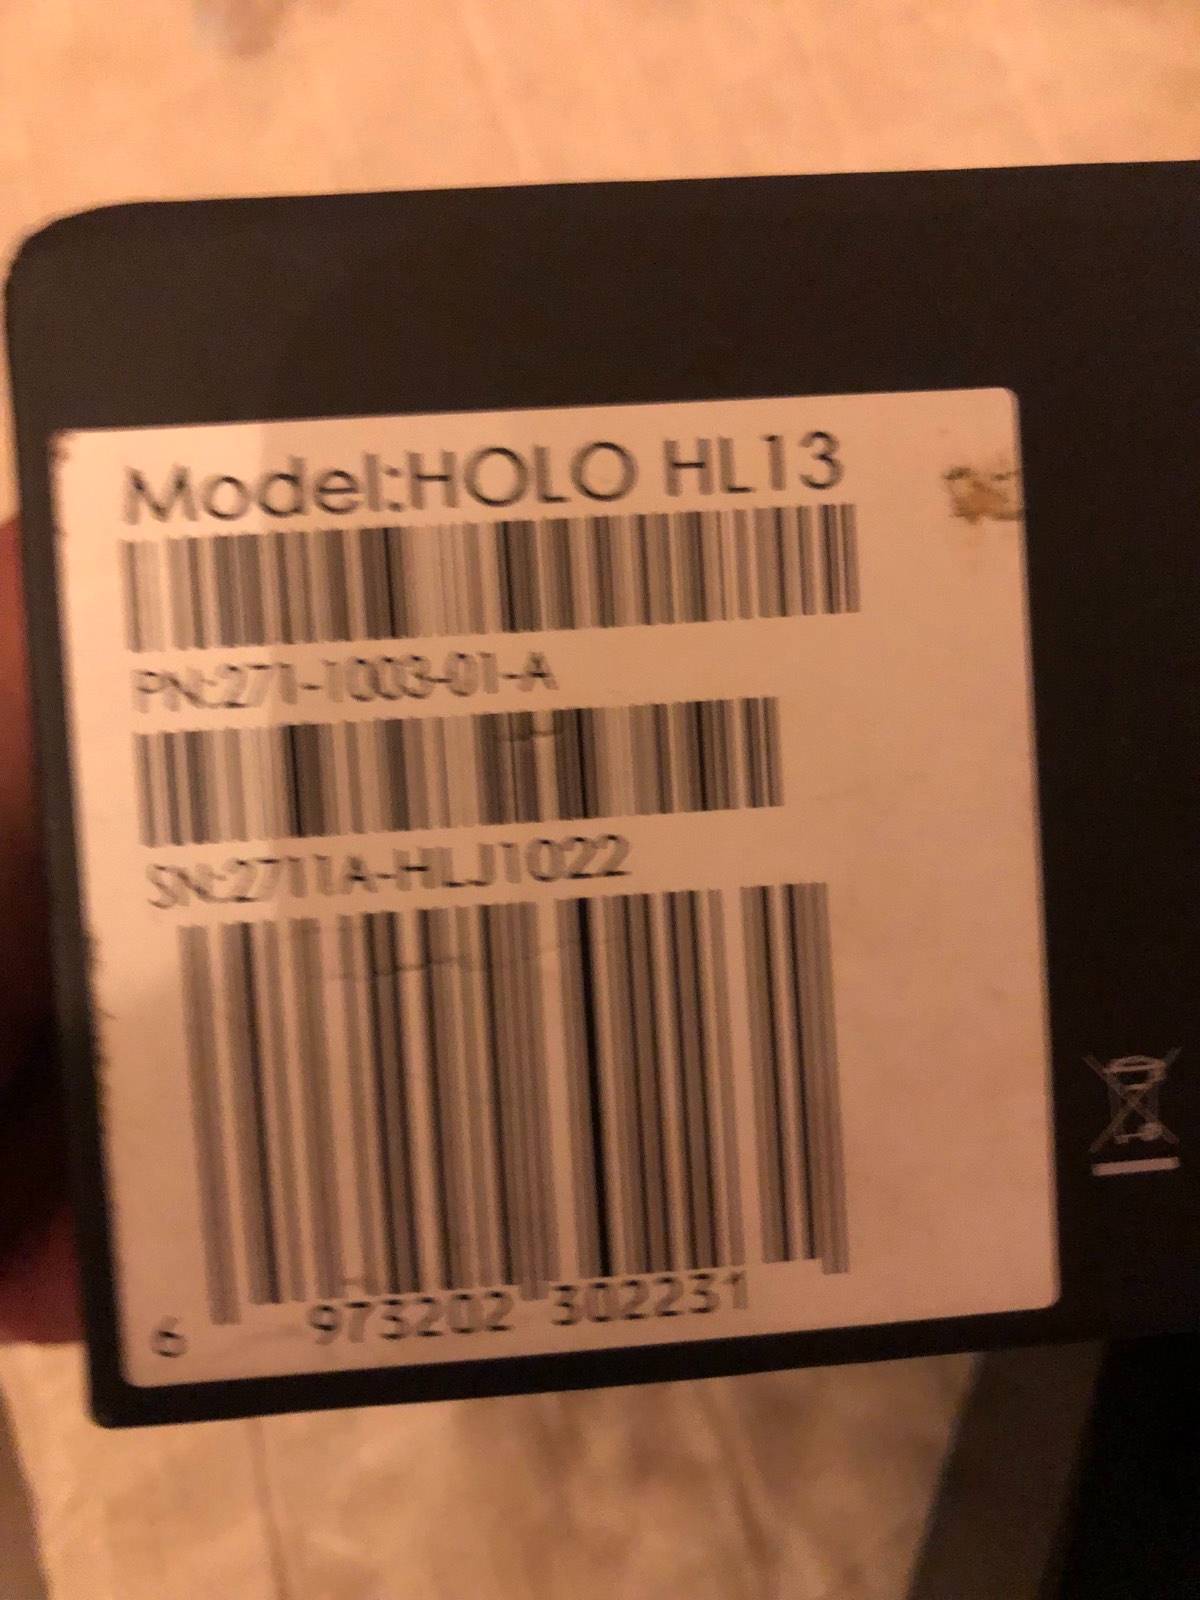 Model:HOLO HL13
PN:271-1003-01-A
SN:2711A-HLJ1022
6 973202 302231